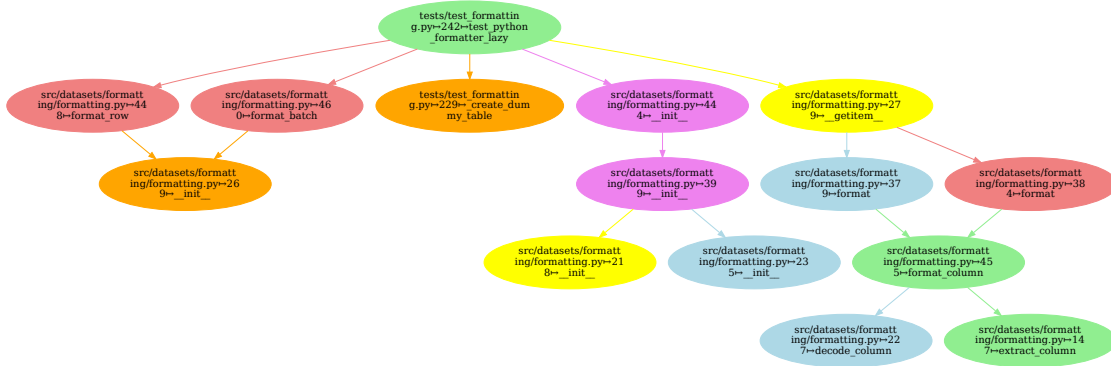 tests/test_formattin
g.py↦242↦test_python
_formatter_lazy
src/datasets/formatt
ing/formatting.py↦44
8↦format_row
src/datasets/formatt
ing/formatting.py↦46
0↦format_batch
tests/test_formattin
g.py↦229↦_create_dum
my_table
src/datasets/formatt
ing/formatting.py↦44
4↦__init__
src/datasets/formatt
ing/formatting.py↦27
9↦__getitem__
src/datasets/formatt
ing/formatting.py↦26
9↦__init__
src/datasets/formatt
ing/formatting.py↦39
9↦__init__
src/datasets/formatt
ing/formatting.py↦37
9↦format
src/datasets/formatt
ing/formatting.py↦38
4↦format
src/datasets/formatt
ing/formatting.py↦21
8↦__init__
src/datasets/formatt
ing/formatting.py↦23
5↦__init__
src/datasets/formatt
ing/formatting.py↦45
5↦format_column
src/datasets/formatt
ing/formatting.py↦22
7↦decode_column
src/datasets/formatt
ing/formatting.py↦14
7↦extract_column